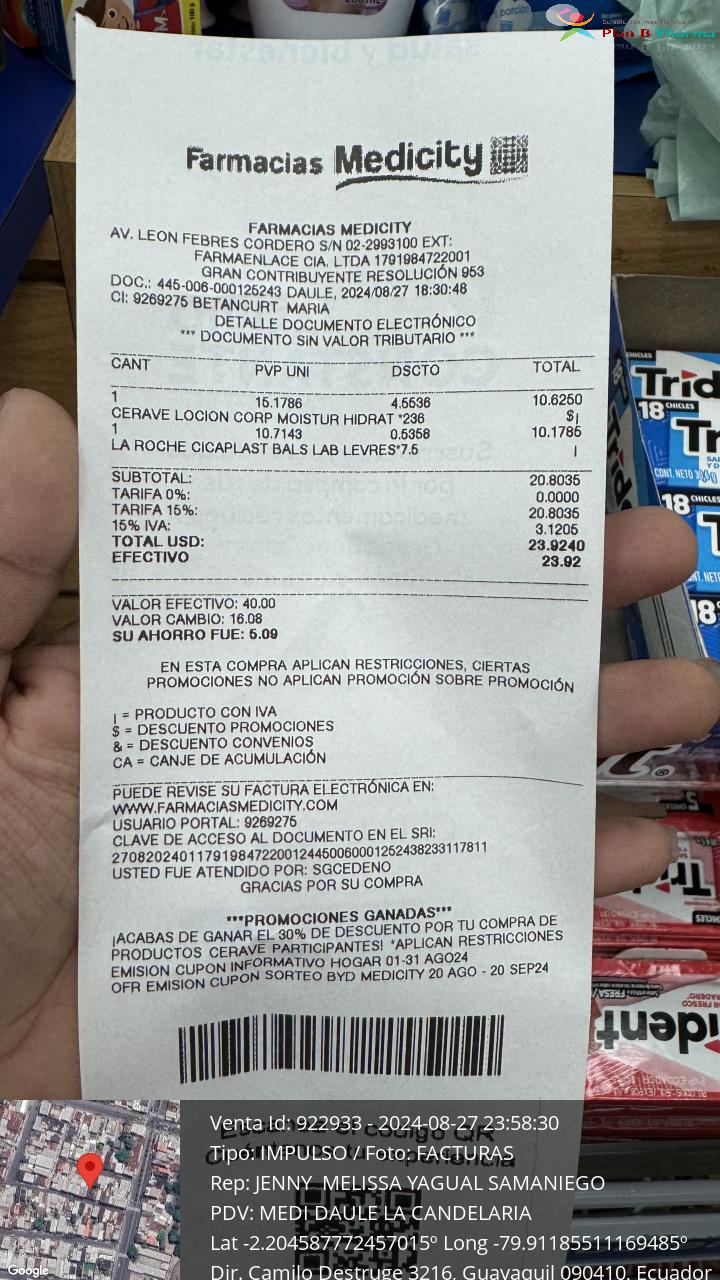 Su solución más flexible!
Plan B Pharma
Farmacias Medicity
FARMACIAS MEDICITY
AV. LEON FEBRES CORDERO S/N 02-2993100 EXT:
FARMAENLACE CIA. LTDA 1791984722001
GRAN CONTRIBUYENTE RESOLUCIÓN 953
DOC.: 445-006-000125243 DAULE, 2024/08/27 18:30:48
CI: 9269275 BETANCURT MARIA
DETALLE DOCUMENTO ELECTRÓNICO
*** DOCUMENTO SIN VALOR TRIBUTARIO ***
CANT PVP UNI DSCTO TOTAL
1 15.1786 4.5536 10.6250
CERAVE LOCION CORP MOISTUR HIDRAT *236 $¡
1 10.7143 0.5358 10.1785
LA ROCHE CICAPLAST BALS LAB LEVRES*7.5 ¡
SUBTOTAL: 20.8035
TARIFA 0%: 0.0000
TARIFA 15%: 20.8035
15% IVA: 3.1205
TOTAL USD: 23.9240
EFECTIVO 23.92
VALOR EFECTIVO: 40.00
VALOR CAMBIO: 16.08
SU AHORRO FUE: 5.09
EN ESTA COMPRA APLICAN RESTRICCIONES, CIERTAS
PROMOCIONES NO APLICAN PROMOCIÓN SOBRE PROMOCIÓN
¡ = PRODUCTO CON IVA
$ = DESCUENTO PROMOCIONES
& = DESCUENTO CONVENIOS
CA = CANJE DE ACUMULACIÓN
PUEDE REVISE SU FACTURA ELECTRÓNICA EN:
WWW.FARMACIASMEDICITY.COM
USUARIO PORTAL: 9269275
CLAVE DE ACCESO AL DOCUMENTO EN EL SRI:
2708202401179198472200124450060001252438233117811
USTED FUE ATENDIDO POR: SGCEDENO
GRACIAS POR SU COMPRA
***PROMOCIONES GANADAS***
¡ACABAS DE GANAR EL 30% DE DESCUENTO POR TU COMPRA DE
PRODUCTOS CERAVE PARTICIPANTES! *APLICAN RESTRICCIONES
EMISION CUPON INFORMATIVO HOGAR 01-31 AGO24
OFR EMISION CUPON SORTEO BYD MEDICITY 20 AGO - 20 SEP24
CHICLES
Trid
18 CHICLES
18 CHICLES
Trident
Venta Id: 922933 - 2024-08-27 23:58:30
Tipo: IMPULSO / Foto: FACTURAS
Rep: JENNY MELISSA YAGUAL SAMANIEGO
PDV: MEDI DAULE LA CANDELARIA
Lat -2.204587772457015º Long -79.91185511169485º
Dir. Camilo Destruge 3216, Guayaquil 090410, Ecuador
Google